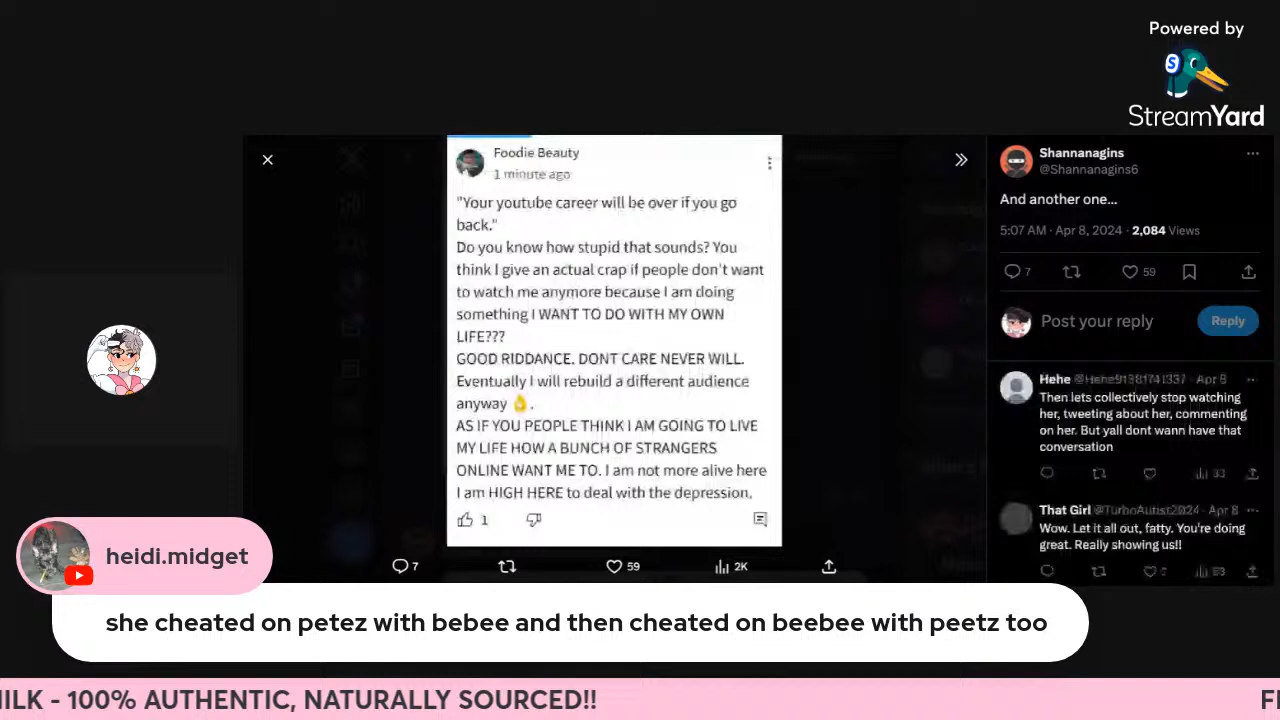 Powered by
StreamYard
Foodie Beauty
1 minute ago
"Your youtube career will be over if you go
back."
Do you know how stupid that sounds? You
think I give an actual crap if people don't want
to watch me anymore because I am doing
something I WANT TO DO WITH MY OWN
LIFE???
GOOD RIDDANCE. DONT CARE NEVER WILL.
Eventually I will rebuild a different audience
anyway 👌.
AS IF YOU PEOPLE THINK I AM GOING TO LIVE
MY LIFE HOW A BUNCH OF STRANGERS
ONLINE WANT ME TO. I am not more alive here
I am HIGH HERE to deal with the depression.
1
7
59
2K
Shannanagins
@Shannanagins6
And another one...
5:07 AM · Apr 8, 2024 · 2,084 Views
7
59
Post your reply
Reply
Hehe @Hehe91381741337 · Apr 8
Then lets collectively stop watching
her, tweeting about her, commenting
on her. But yall dont wann have that
conversation
33
That Girl @TurboAutist2024 · Apr 8
Wow. Let it all out, fatty. You're doing
great. Really showing us!!
heidi.midget
she cheated on petez with bebee and then cheated on beebee with peetz too
MILK - 100% AUTHENTIC, NATURALLY SOURCED!!